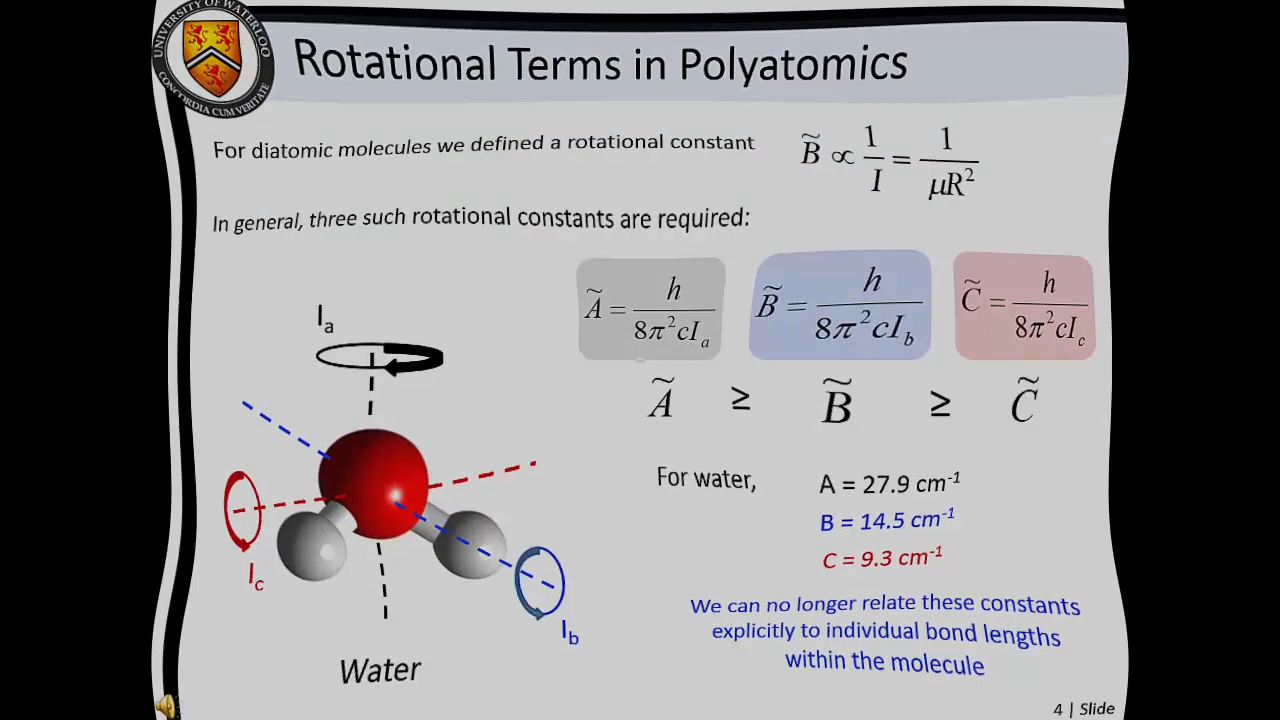 UNIVERSITY OF WATERLOO
CONCORDIA CUM VERITATE
Rotational Terms in Polyatomics
For diatomic molecules we defined a rotational constant
B̃ ∝ 1/I = 1/μR²
In general, three such rotational constants are required:
Ã = h/8π²cIₐ
B̃ = h/8π²cI_b
C̃ = h/8π²cI_c
Ã ≥ B̃ ≥ C̃
Iₐ
I_c
I_b
Water
For water,
A = 27.9 cm⁻¹
B = 14.5 cm⁻¹
C = 9.3 cm⁻¹
We can no longer relate these constants
explicitly to individual bond lengths
within the molecule
4 | Slide